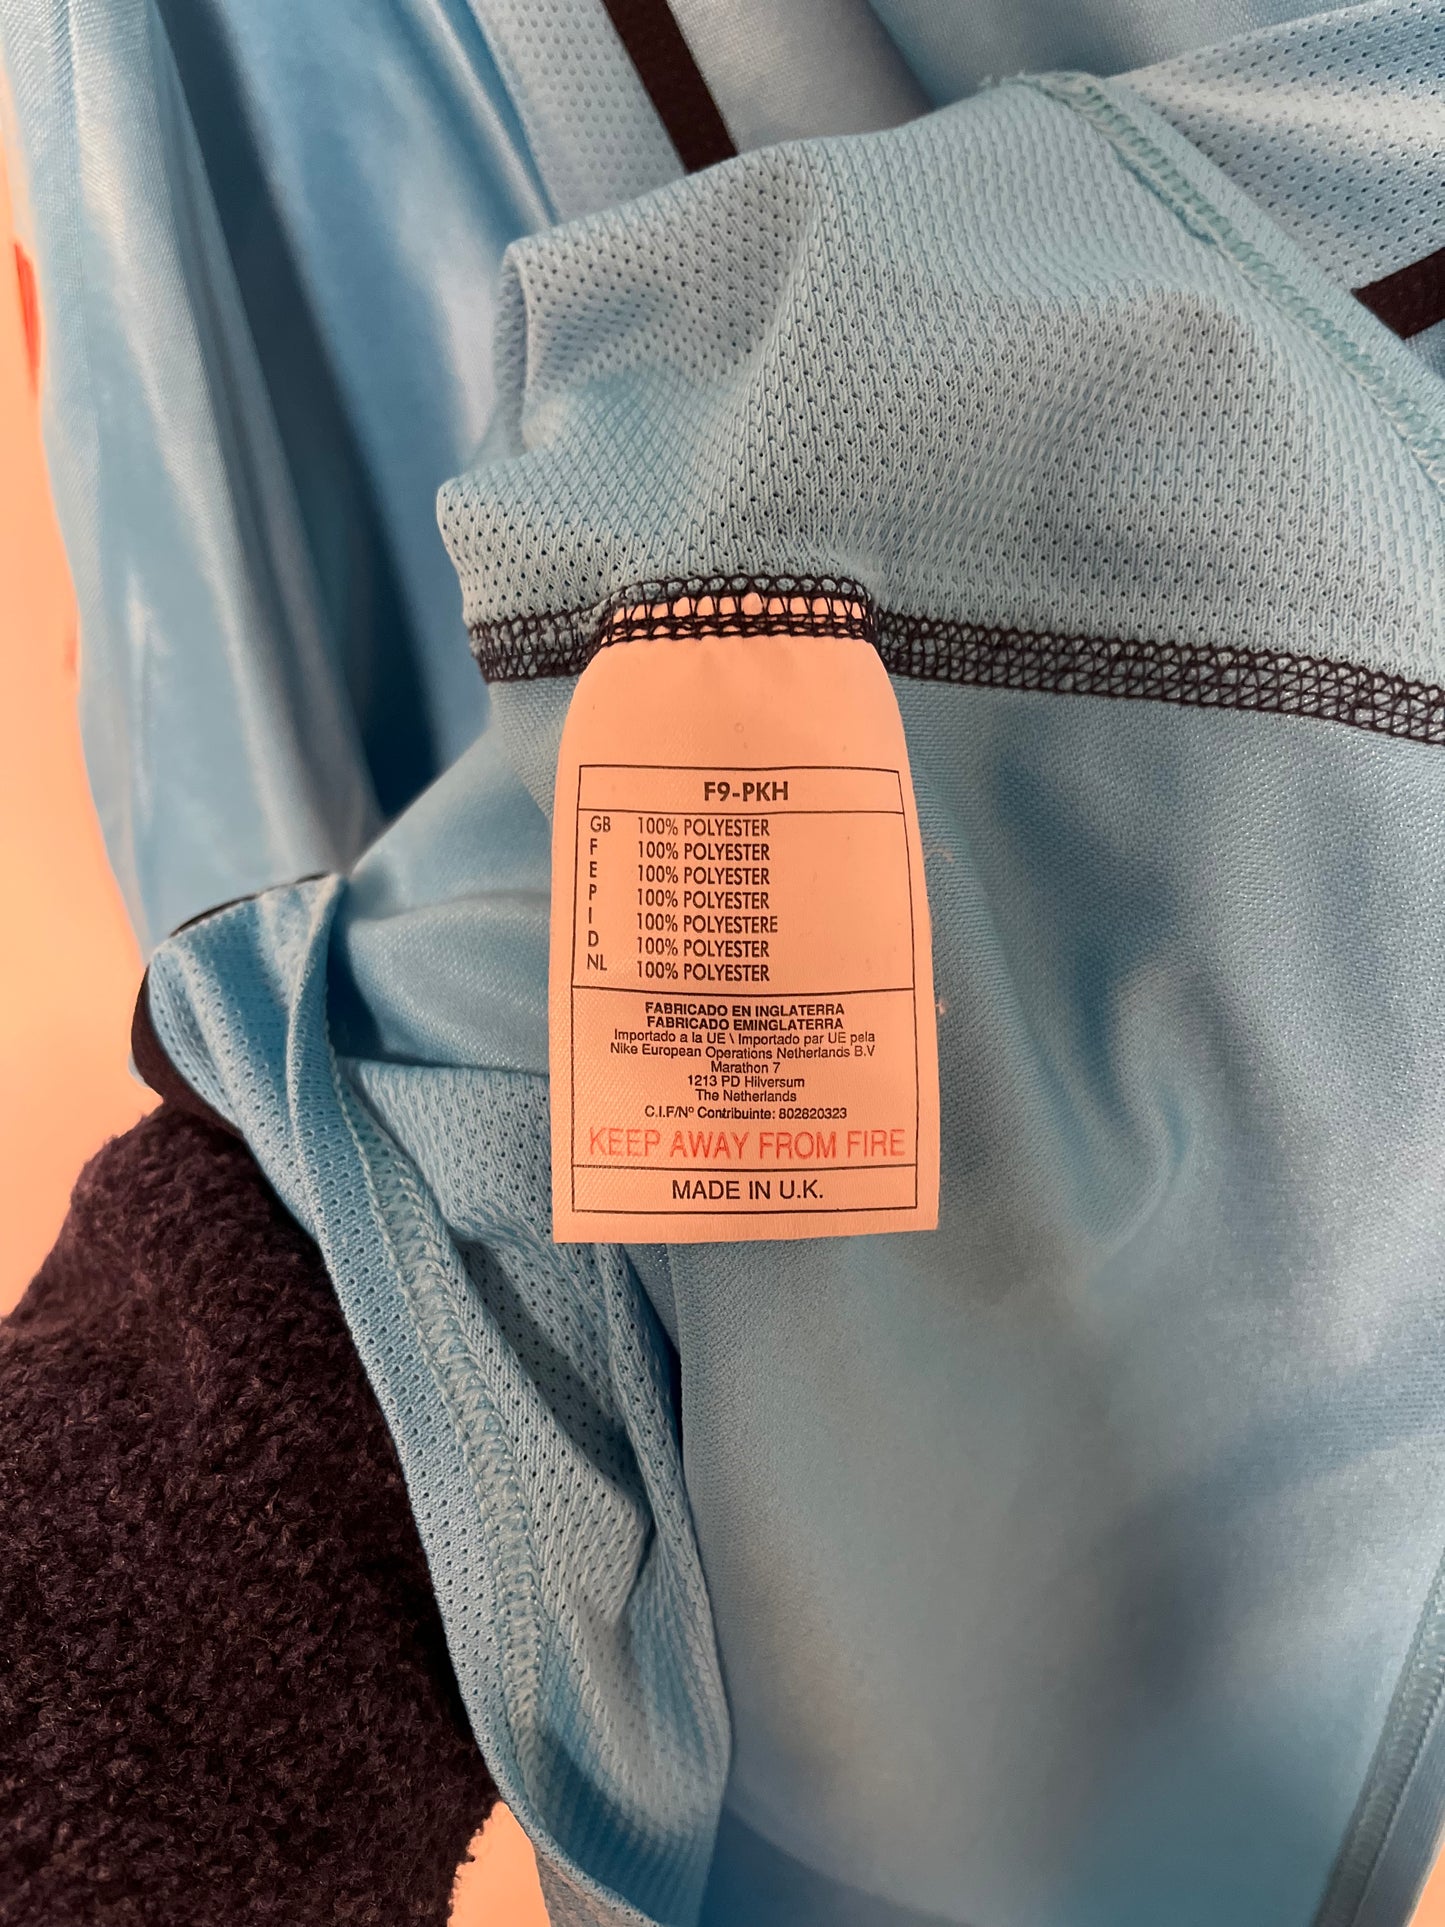 F9-PKH
GB 100% POLYESTER
F 100% POLYESTER
E 100% POLYESTER
P 100% POLYESTER
I 100% POLYESTERE
D 100% POLYESTER
NL 100% POLYESTER
FABRICADO EN INGLATERRA
FABRICADO EMINGLATERRA
Importado a la UE \ Importado par UE pela
Nike European Operations Netherlands B.V
Marathon 7
1213 PD Hilversum
The Netherlands
C.I.F/Nº Contribuinte: 802820323
KEEP AWAY FROM FIRE
MADE IN U.K.